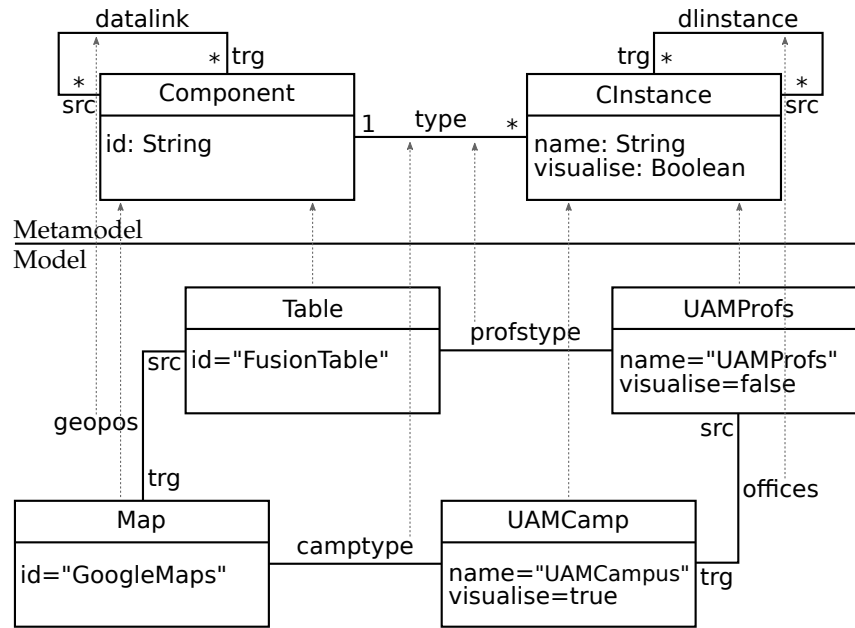 datalink
dlinstance
* trg
trg *
*
*
src
src
Component
CInstance
1 type *
id: String
name: String
visualise: Boolean
Metamodel
Model
Table
UAMProfs
profstype
src
id="FusionTable"
name="UAMProfs"
visualise=false
geopos
src
trg
offices
Map
UAMCamp
camptype
id="GoogleMaps"
name="UAMCampus"
visualise=true
trg